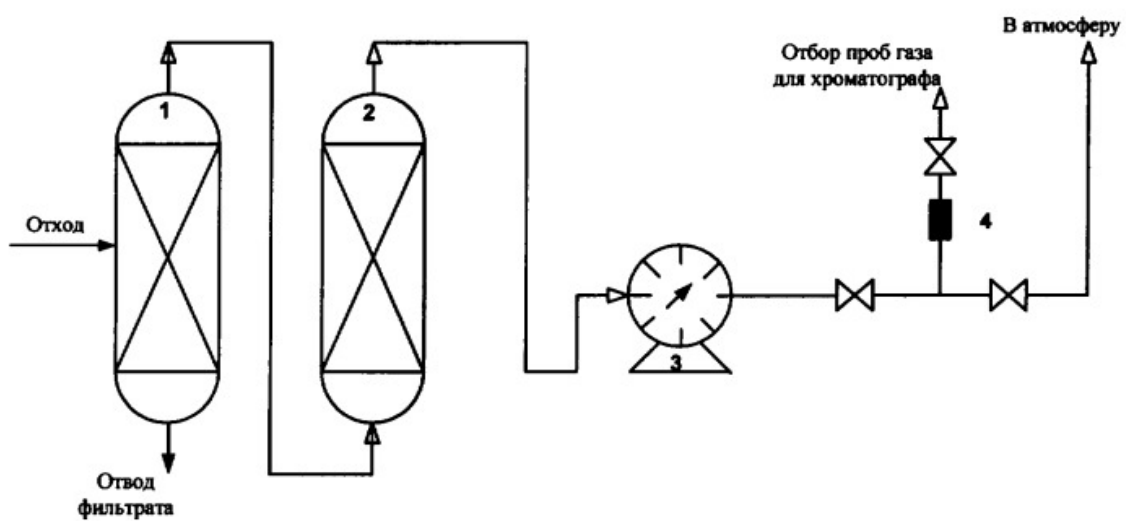 В атмосферу
Отбор проб газа
для хроматографа
1
2
Отход
4
3
Отвод
фильтрата